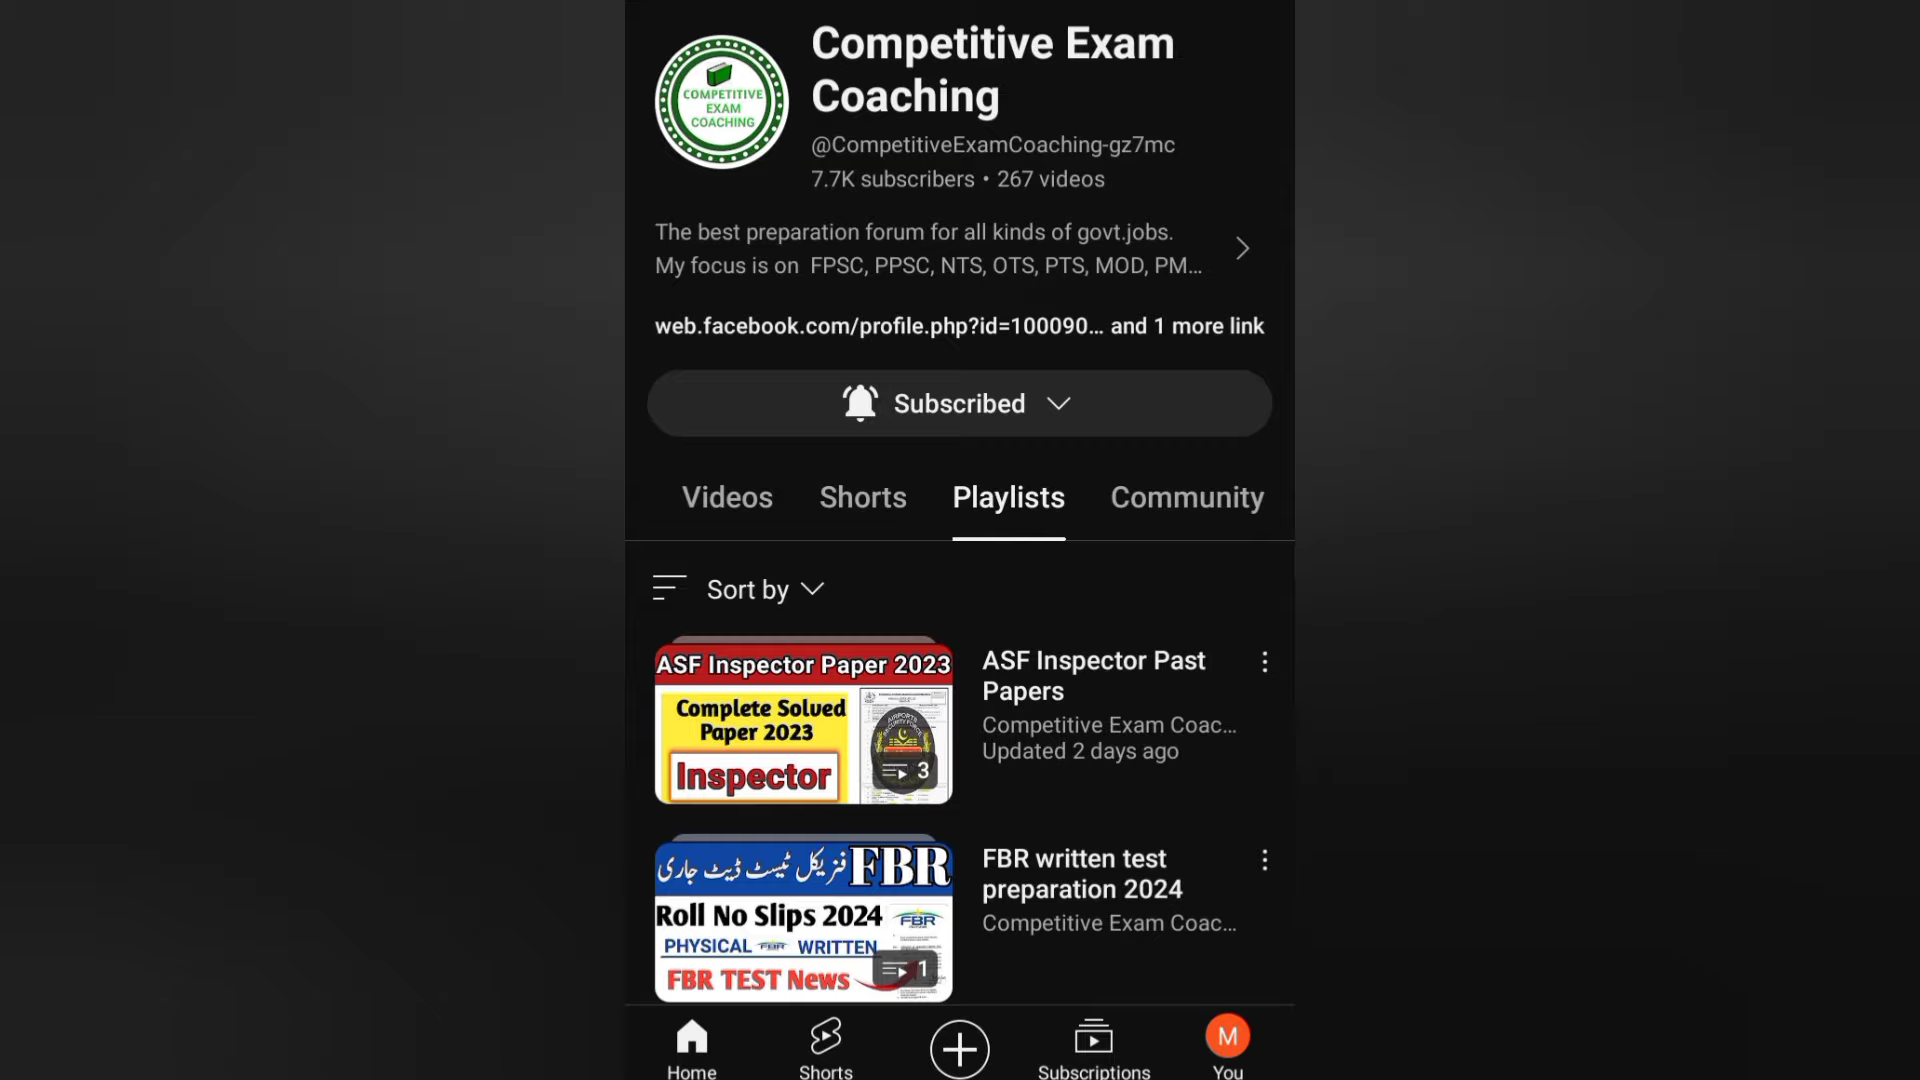 Competitive Exam
Coaching
COMPETITIVE
EXAM
COACHING
@CompetitiveExamCoaching-gz7mc
7.7K subscribers • 267 videos
The best preparation forum for all kinds of govt.jobs.
My focus is on FPSC, PPSC, NTS, OTS, PTS, MOD, PM...
web.facebook.com/profile.php?id=100090... and 1 more link
Subscribed
Videos Shorts Playlists Community
Sort by
ASF Inspector Paper 2023
Complete Solved
Paper 2023
Inspector
AIRPORTS
SECURITY FORCE
3
ASF Inspector Past
Papers
Competitive Exam Coac...
Updated 2 days ago
FBR فزیکل ٹیسٹ ڈیٹ جاری
Roll No Slips 2024
FBR
PHYSICAL FBR WRITTEN
FBR TEST News
1
FBR written test
preparation 2024
Competitive Exam Coac...
M
Home Shorts Subscriptions You